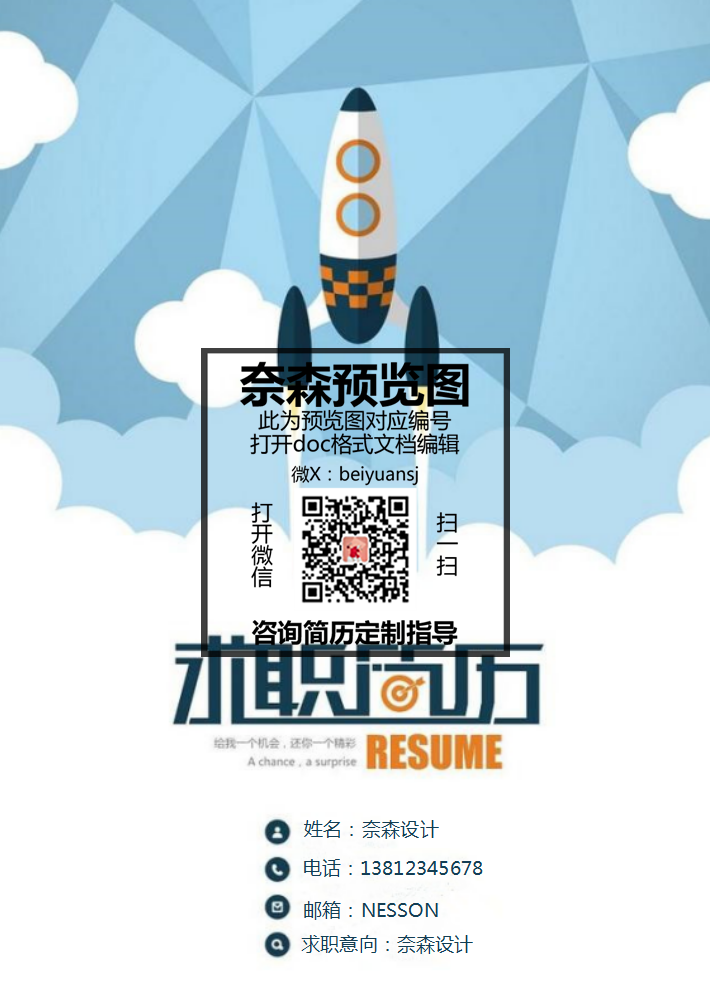 奈森预览图
此为预览图对应编号
打开doc格式文档编辑
微X：beiyuansj
打开微信
扫一扫
咨询简历定制指导
求职简历
给我一个机会，还你一个精彩
A chance , a surprise
RESUME
姓名：奈森设计
电话：13812345678
邮箱：NESSON
求职意向：奈森设计